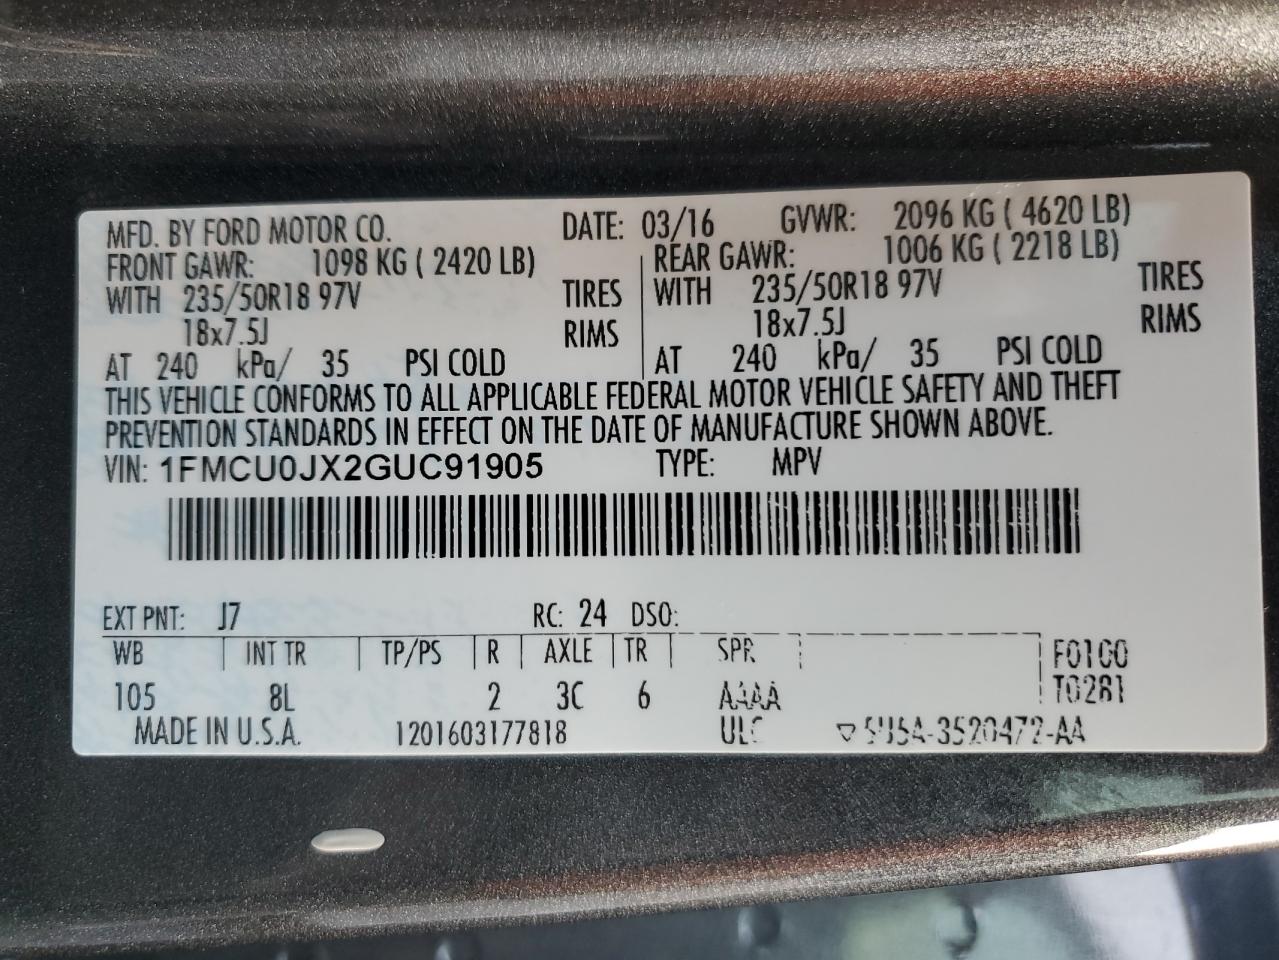 MFD. BY FORD MOTOR CO. DATE: 03/16 GVWR: 2096 KG ( 4620 LB)
FRONT GAWR: 1098 KG ( 2420 LB) REAR GAWR: 1006 KG ( 2218 LB)
WITH 235/50R18 97V TIRES WITH 235/50R18 97V TIRES
18x7.5J RIMS 18x7.5J RIMS
AT 240 kPa/ 35 PSI COLD AT 240 kPa/ 35 PSI COLD
THIS VEHICLE CONFORMS TO ALL APPLICABLE FEDERAL MOTOR VEHICLE SAFETY AND THEFT
PREVENTION STANDARDS IN EFFECT ON THE DATE OF MANUFACTURE SHOWN ABOVE.
VIN: 1FMCU0JX2GUC91905 TYPE: MPV
EXT PNT: J7 RC: 24 DSO:
WB INT TR TP/PS R AXLE TR SPR F0100
105 8L 2 3C 6 AAAA T0281
MADE IN U.S.A. 1201603177818